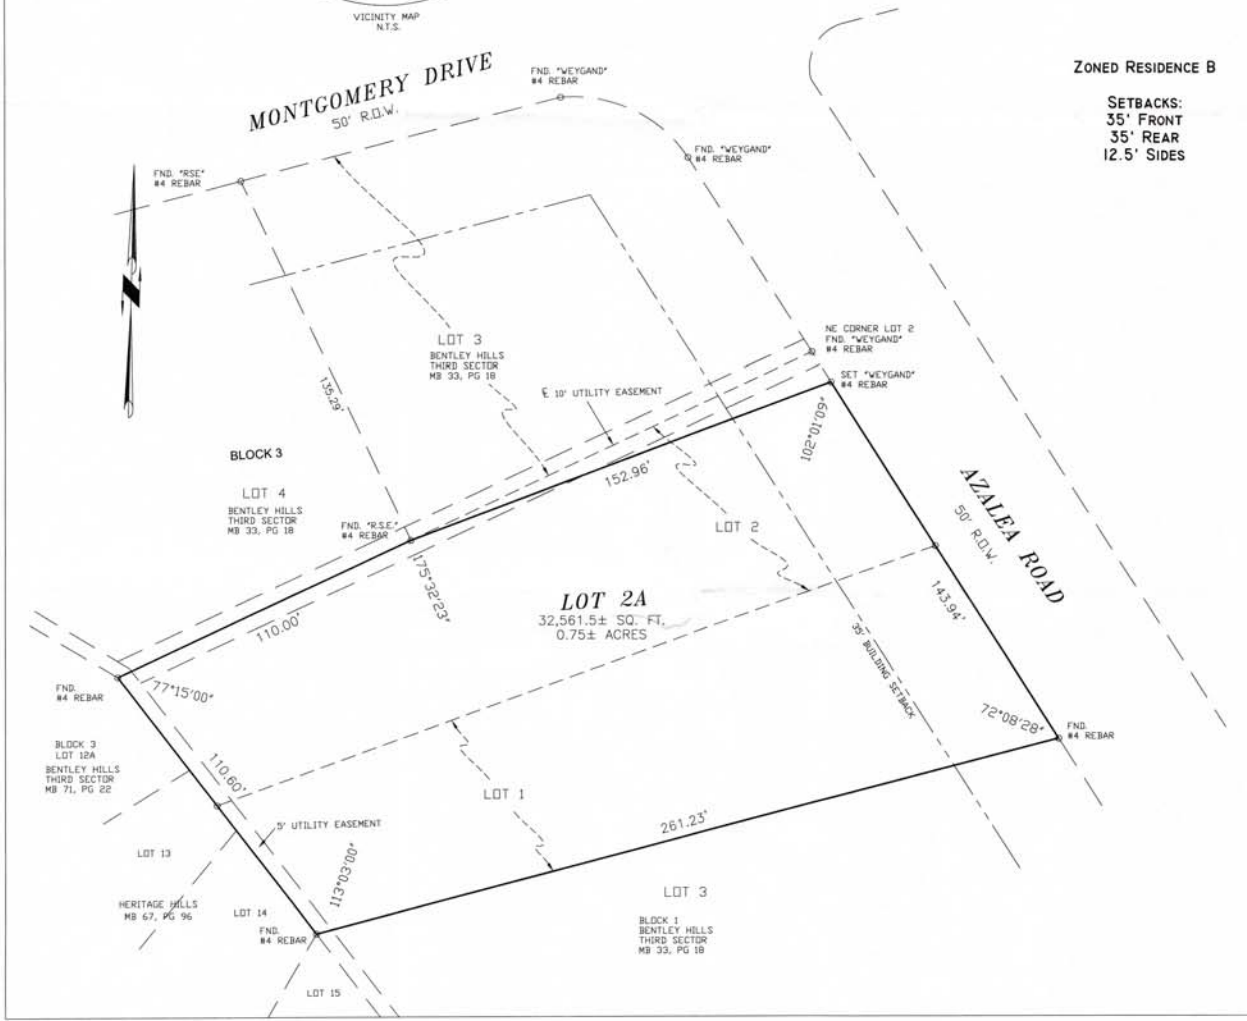 VICINITY MAP
N.T.S.
MONTGOMERY DRIVE
50' R.O.W.
FND. "WEYGAND"
#4 REBAR
ZONED RESIDENCE B
SETBACKS:
35' FRONT
35' REAR
12.5' SIDES
FND. "WEYGAND"
#4 REBAR
FND. "RSE"
#4 REBAR
LOT 3
BENTLEY HILLS
THIRD SECTOR
MB 33, PG 18
NE CORNER LOT 2
FND. "WEYGAND"
#4 REBAR
SET "WEYGAND"
#4 REBAR
135.29'
℄ 10' UTILITY EASEMENT
102°01'09"
BLOCK 3
LOT 4
BENTLEY HILLS
THIRD SECTOR
MB 33, PG 18
FND. "R.S.E."
#4 REBAR
152.96'
LOT 2
AZALEA ROAD
50' R.O.W.
175°32'23"
LOT 2A
32,561.5± SQ. FT.
0.75± ACRES
143.94'
110.00'
35' BUILDING SETBACK
FND.
#4 REBAR
77°15'00"
72°08'28"
FND.
#4 REBAR
BLOCK 3
LOT 12A
BENTLEY HILLS
THIRD SECTOR
MB 71, PG 22
110.60'
LOT 1
5' UTILITY EASEMENT
261.23'
LOT 13
113°03'00"
HERITAGE HILLS
MB 67, PG 96
LOT 14
FND.
#4 REBAR
LOT 3
BLOCK 1
BENTLEY HILLS
THIRD SECTOR
MB 33, PG 18
LOT 15